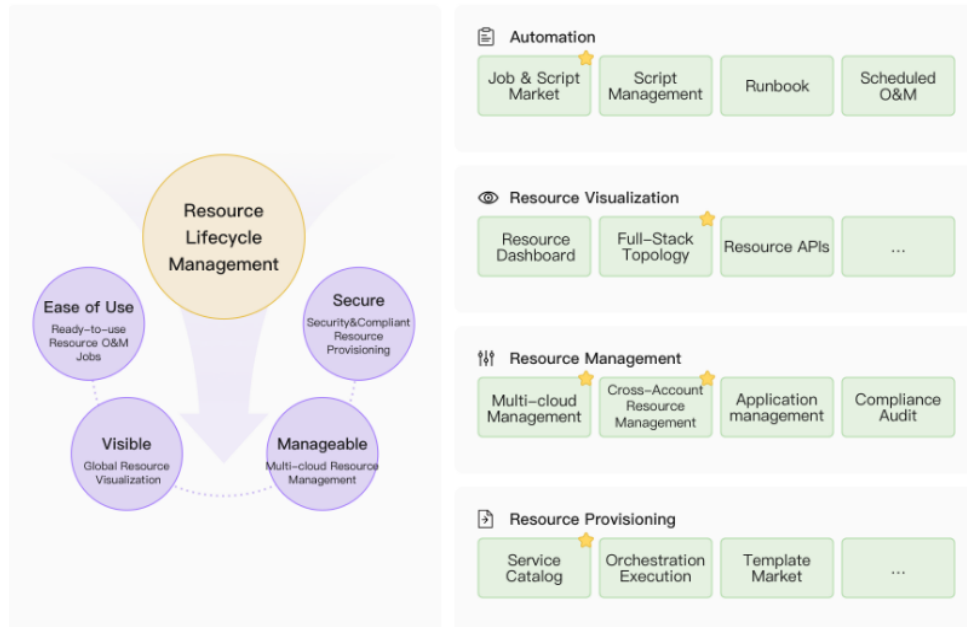 Resource
Lifecycle
Management
Ease of Use
Ready-to-use
Resource O&M
Jobs
Secure
Security&Compliant
Resource
Provisioning
Visible
Global Resource
Visualization
Manageable
Multi-cloud Resource
Management
Automation
Job & Script
Market
Script
Management
Runbook
Scheduled
O&M
Resource Visualization
Resource
Dashboard
Full-Stack
Topology
Resource APIs
...
Resource Management
Multi-cloud
Management
Cross-Account
Resource
Management
Application
management
Compliance
Audit
Resource Provisioning
Service
Catalog
Orchestration
Execution
Template
Market
...